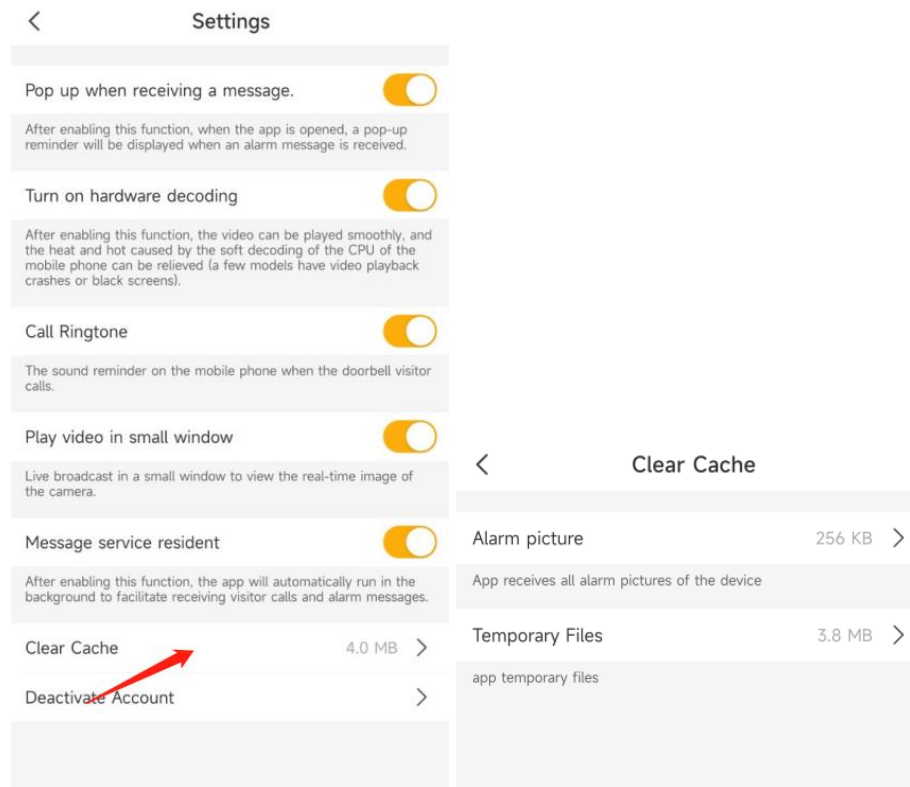 Settings
Pop up when receiving a message.
After enabling this function, when the app is opened, a pop-up
reminder will be displayed when an alarm message is received.
Turn on hardware decoding
After enabling this function, the video can be played smoothly, and
the heat and hot caused by the soft decoding of the CPU of the
mobile phone can be relieved (a few models have video playback
crashes or black screens).
Call Ringtone
The sound reminder on the mobile phone when the doorbell visitor
calls.
Play video in small window
Live broadcast in a small window to view the real-time image of
the camera.
Message service resident
After enabling this function, the app will automatically run in the
background to facilitate receiving visitor calls and alarm messages.
Clear Cache 4.0 MB
Deactivate Account
Clear Cache
Alarm picture 256 KB
App receives all alarm pictures of the device
Temporary Files 3.8 MB
app temporary files